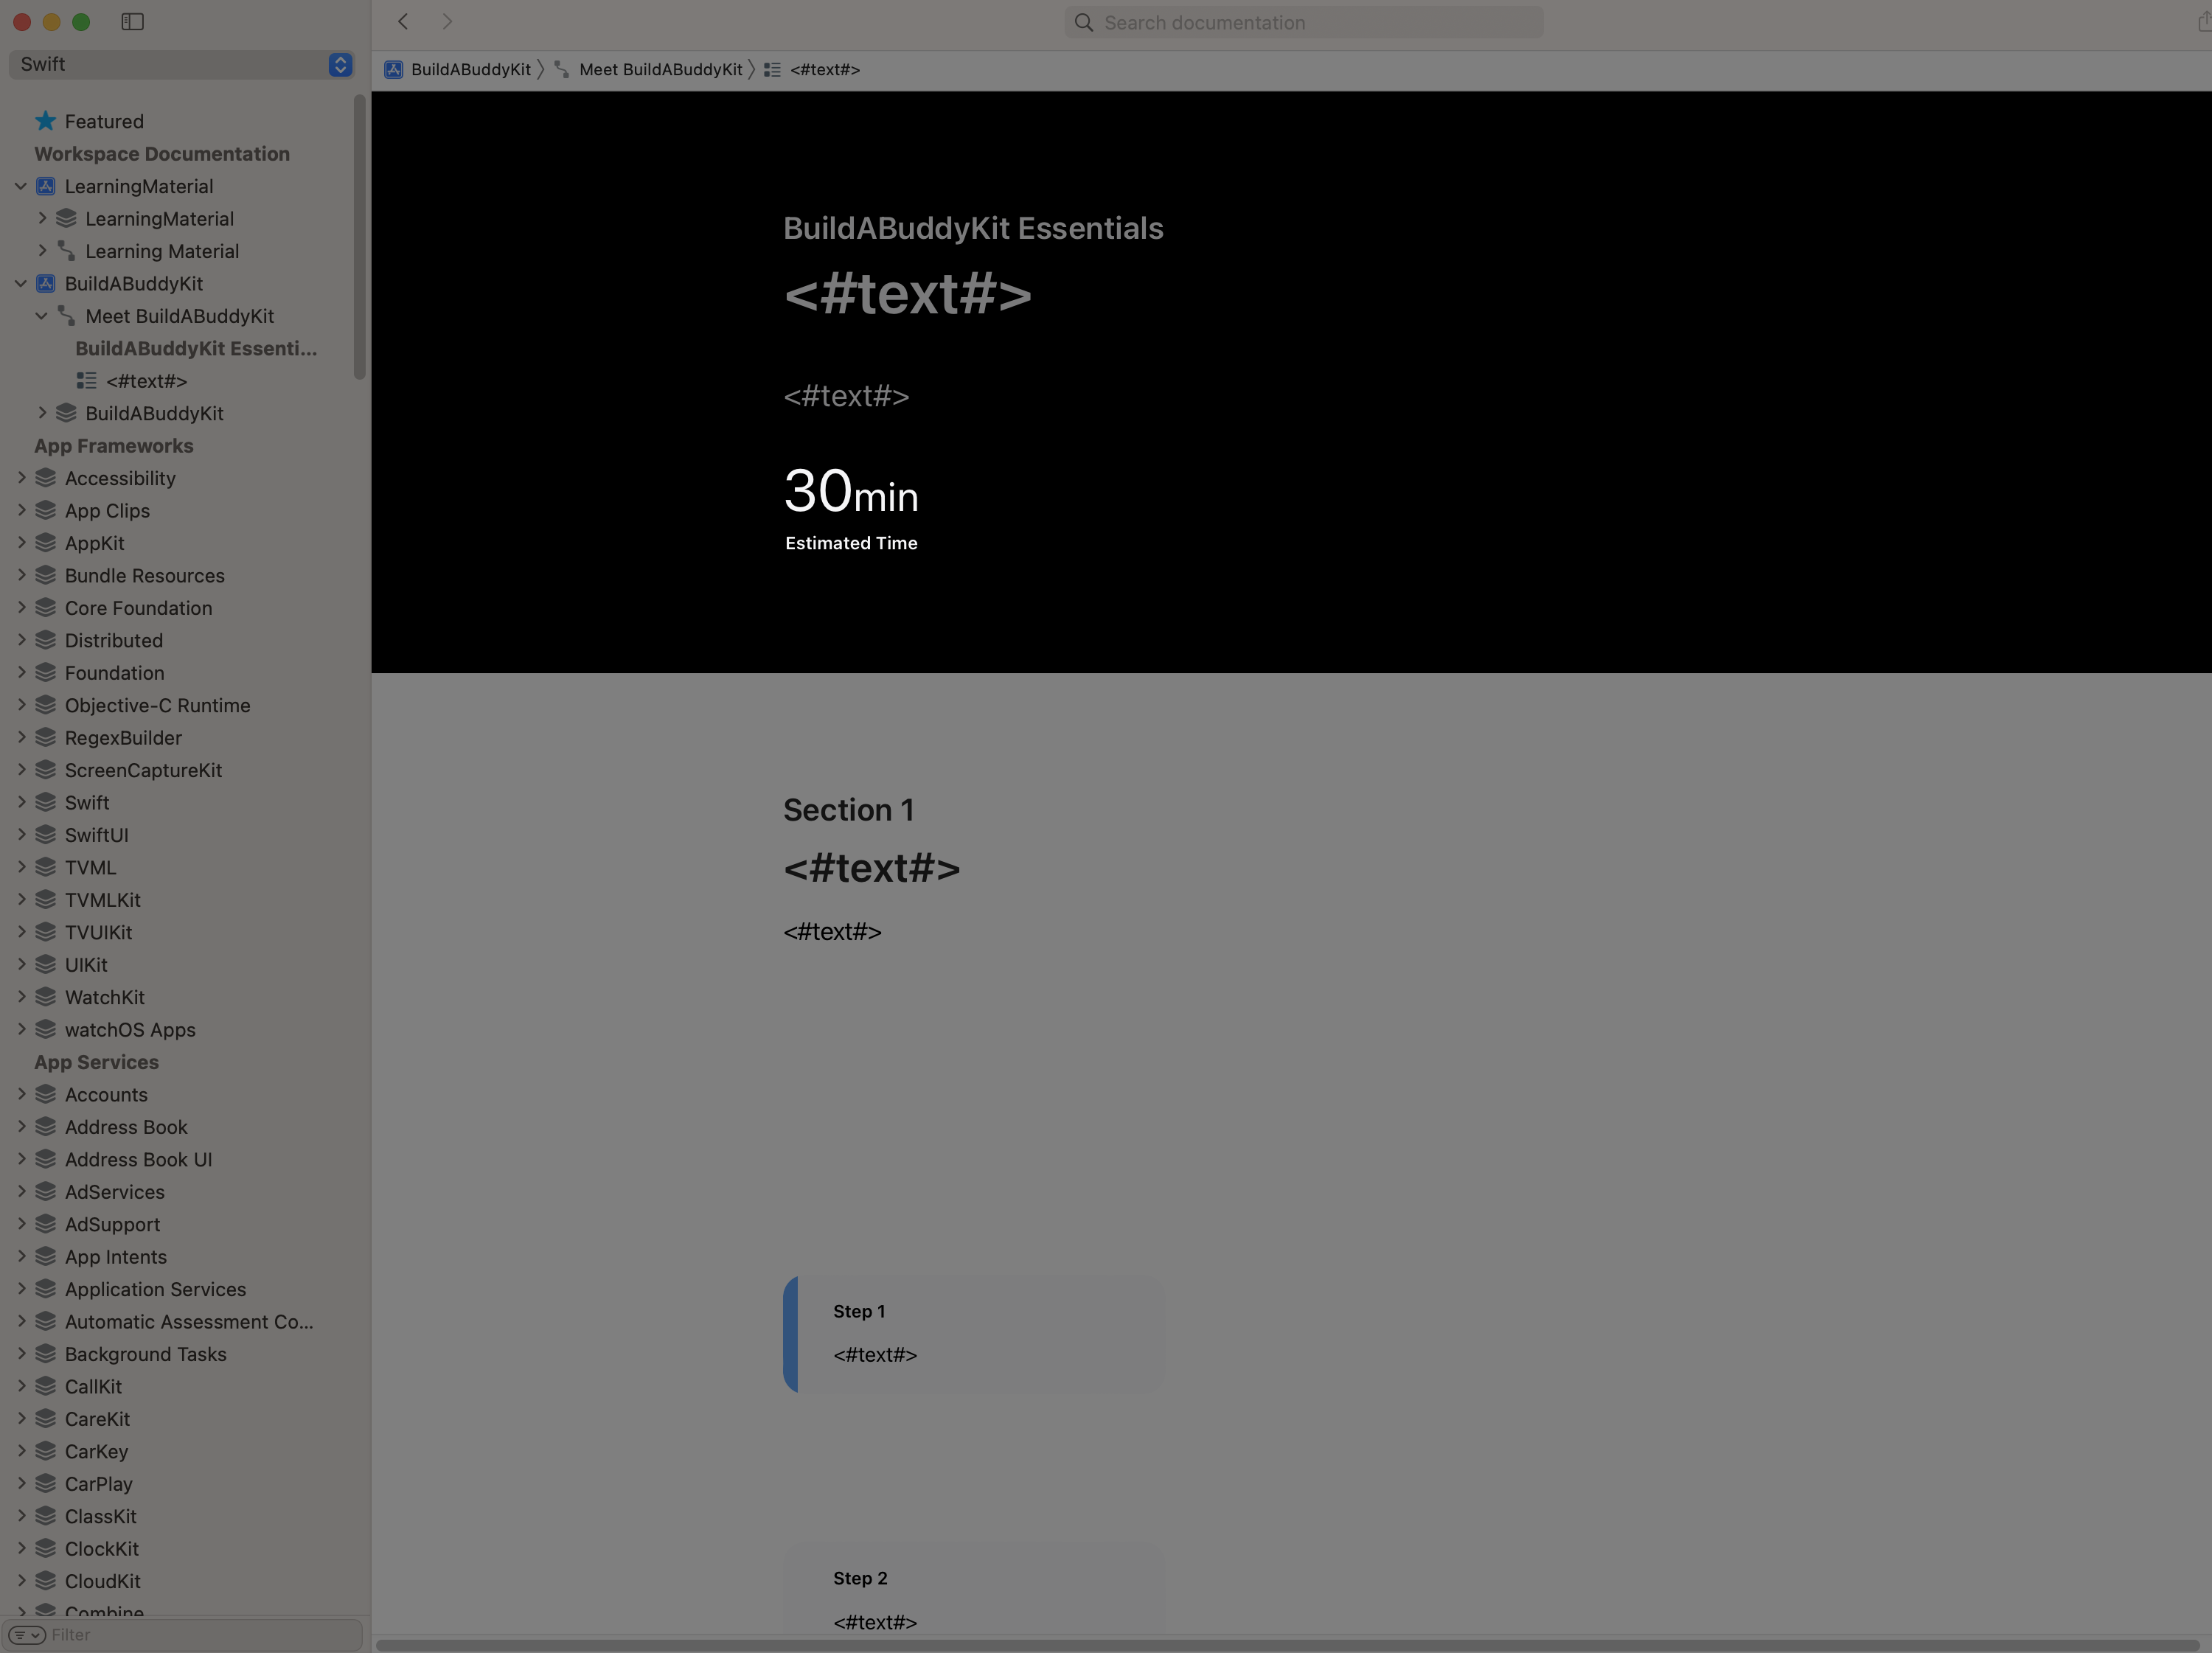 Search documentation
Swift
BuildABuddyKit
Meet BuildABuddyKit
<#text#>
Featured
Workspace Documentation
LearningMaterial
LearningMaterial
Learning Material
BuildABuddyKit
Meet BuildABuddyKit
BuildABuddyKit Essenti...
<#text#>
BuildABuddyKit
App Frameworks
Accessibility
App Clips
AppKit
Bundle Resources
Core Foundation
Distributed
Foundation
Objective-C Runtime
RegexBuilder
ScreenCaptureKit
Swift
SwiftUI
TVML
TVMLKit
TVUIKit
UIKit
WatchKit
watchOS Apps
App Services
Accounts
Address Book
Address Book UI
AdServices
AdSupport
App Intents
Application Services
Automatic Assessment Co...
Background Tasks
CallKit
CareKit
CarKey
CarPlay
ClassKit
ClockKit
CloudKit
Combine
Filter
BuildABuddyKit Essentials
<#text#>
<#text#>
30min
Estimated Time
Section 1
<#text#>
<#text#>
Step 1
<#text#>
Step 2
<#text#>